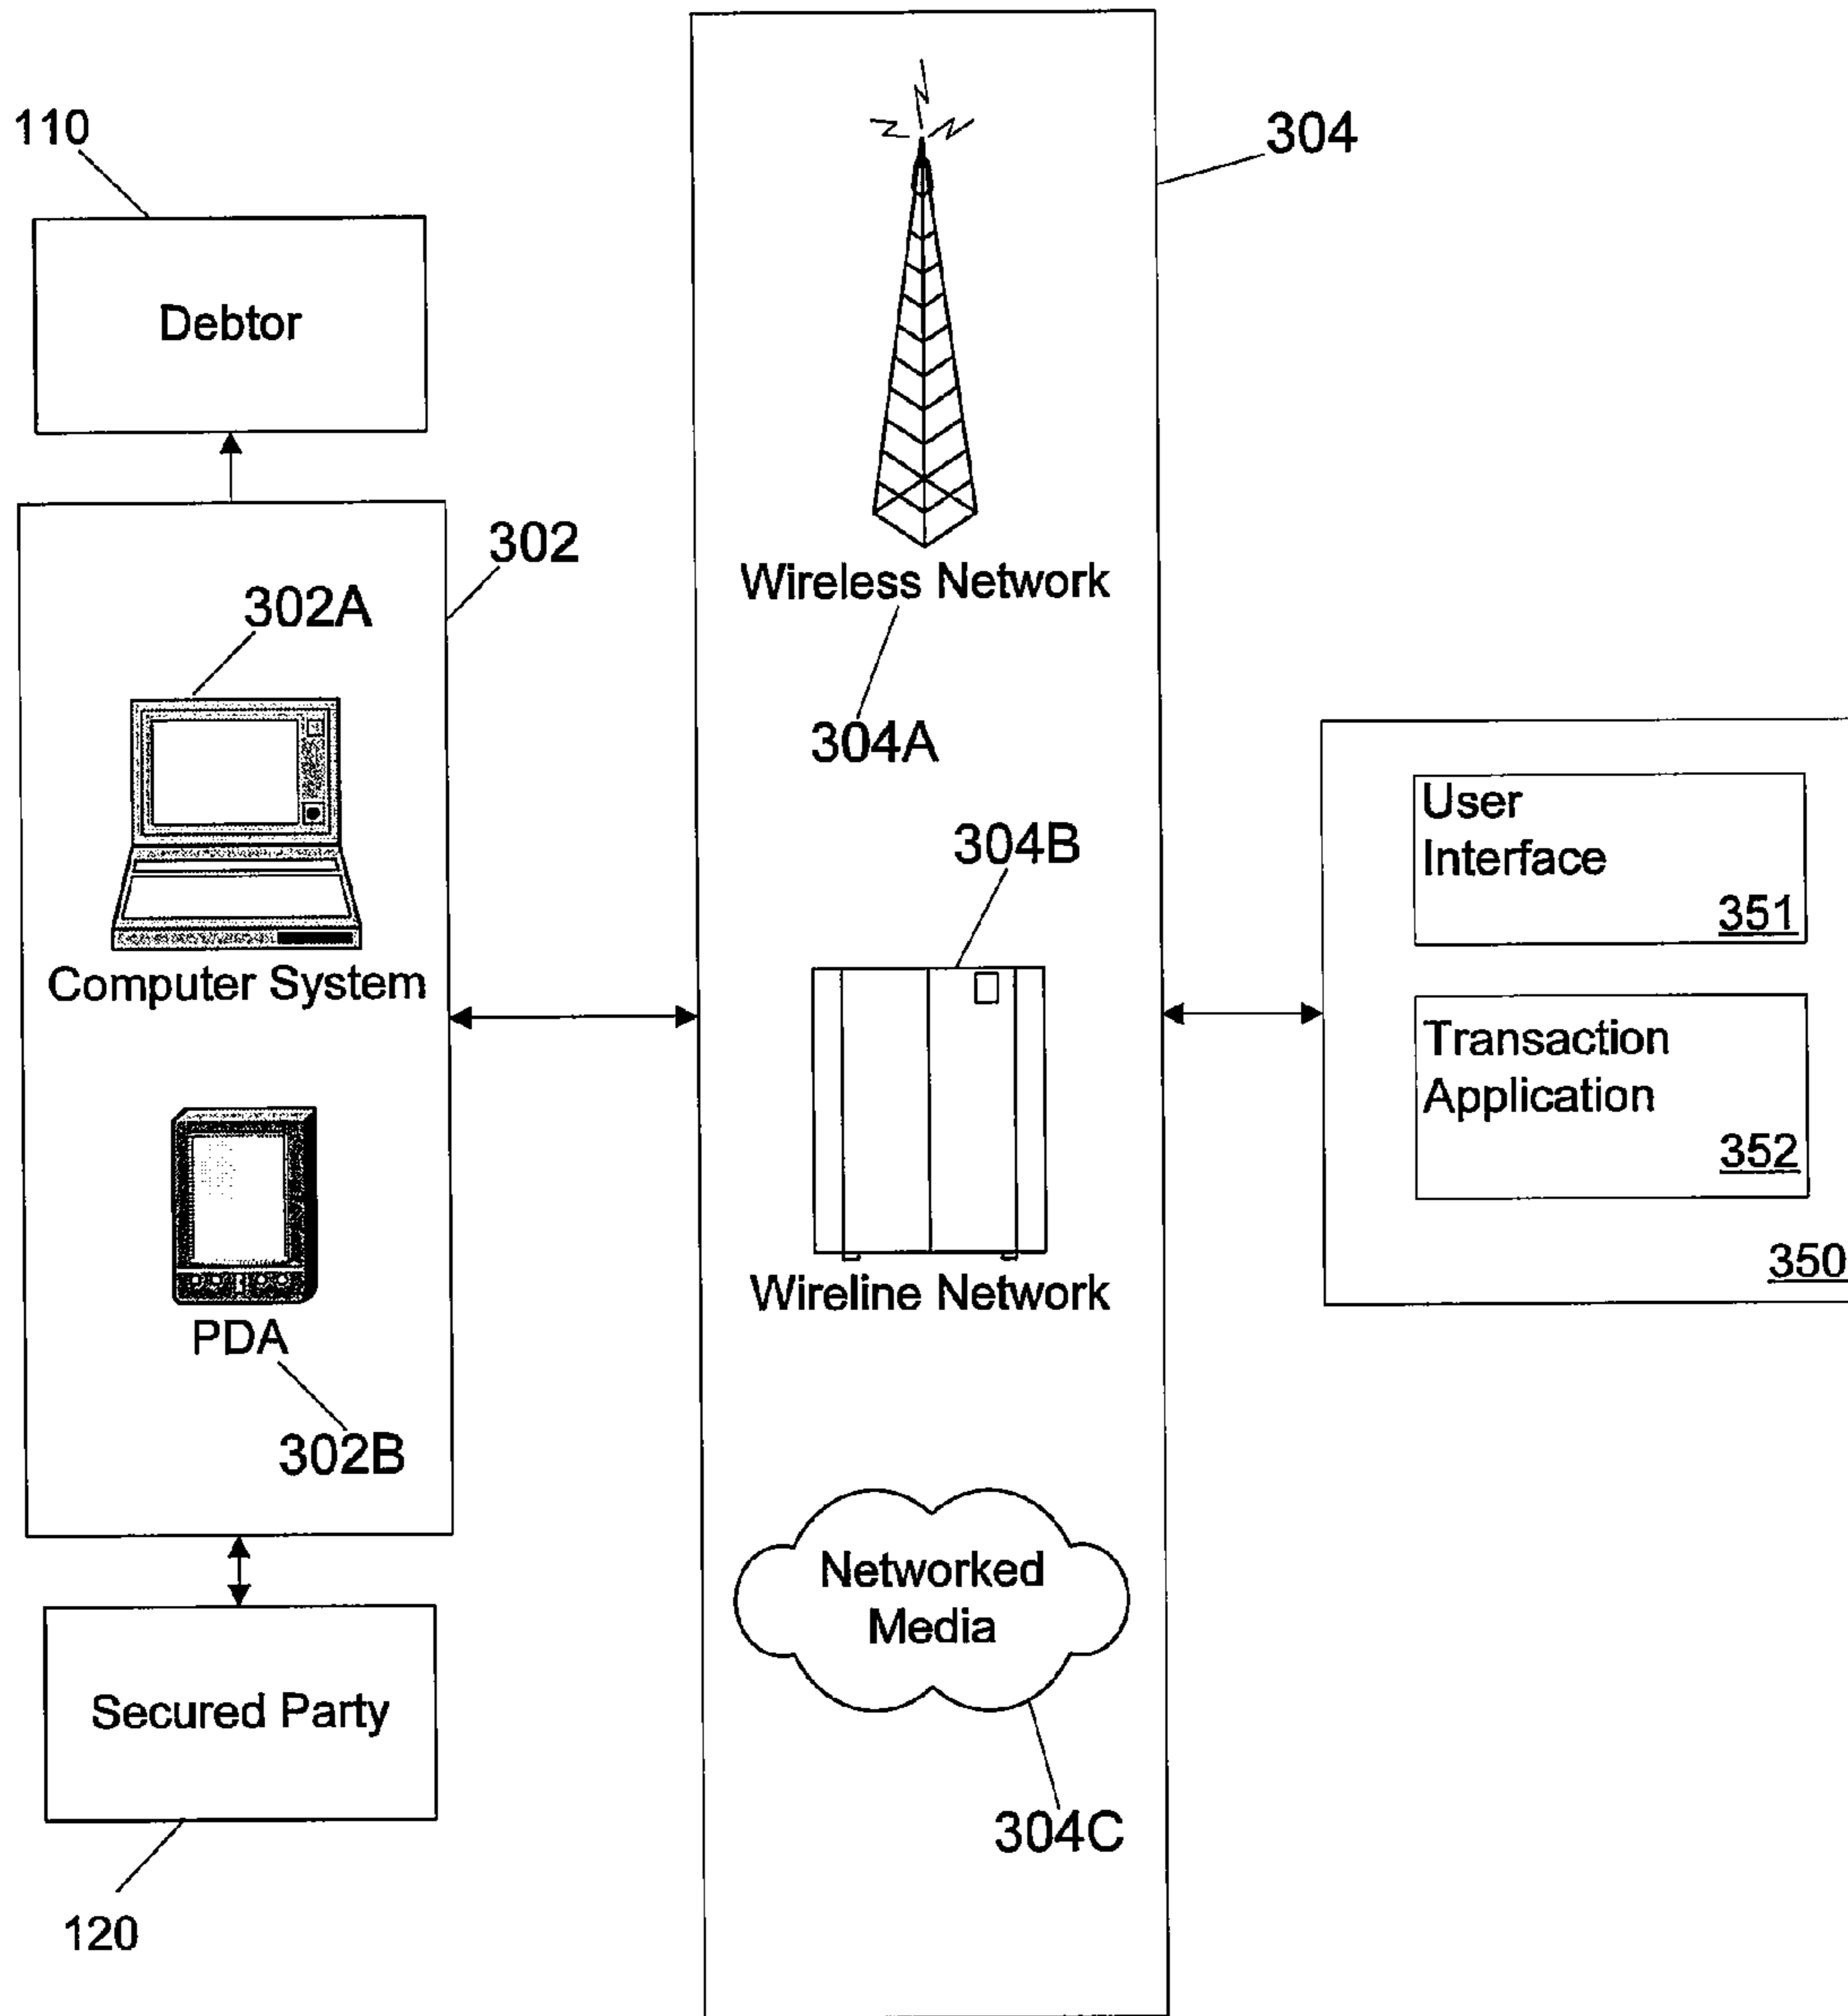 110
Debtor
302
302A
Computer System
PDA
302B
Secured Party
120
304
Wireless Network
304A
304B
Wireline Network
Networked
Media
304C
User
Interface
351
Transaction
Application
352
350